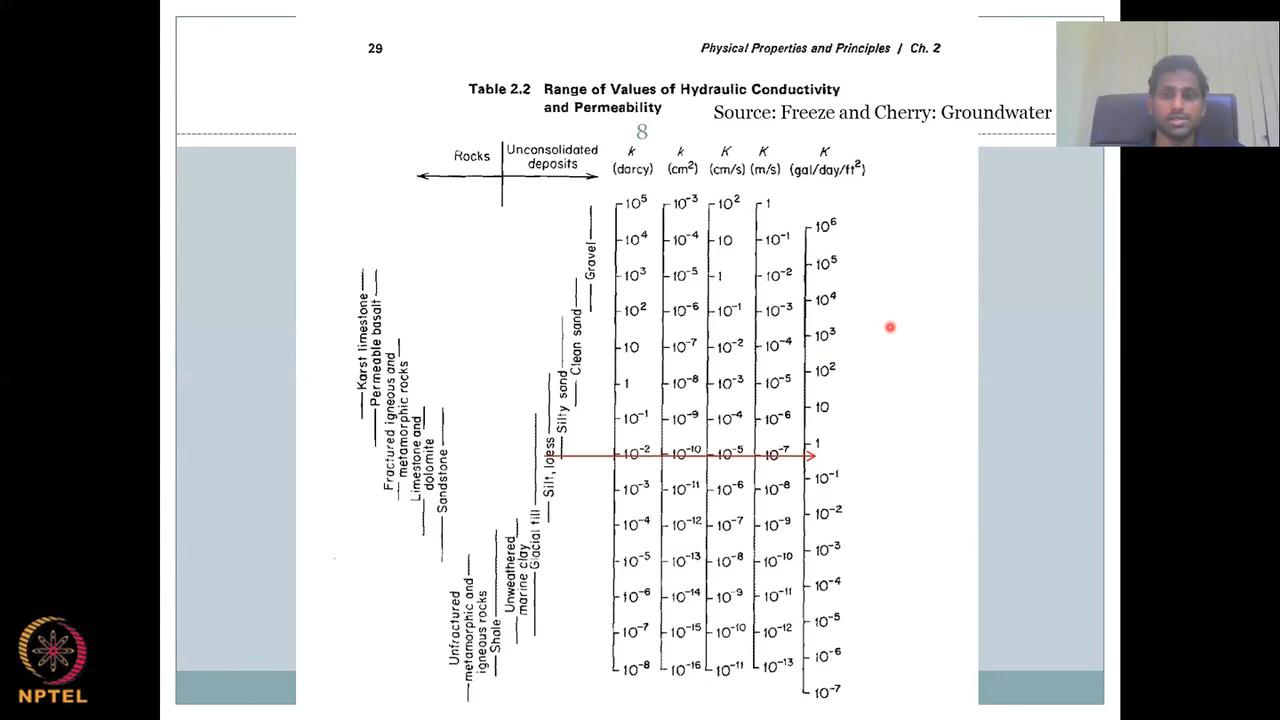 29
Physical Properties and Principles / Ch. 2
Table 2.2 Range of Values of Hydraulic Conductivity
and Permeability
Source: Freeze and Cherry: Groundwater
8
Rocks
Unconsolidated
deposits
k
(darcy)
k
(cm²)
K
(cm/s)
K
(m/s)
K
(gal/day/ft²)
Karst limestone
Permeable basalt
Fractured igneous and
metamorphic rocks
Limestone and
dolomite
Sandstone
Unfractured
metamorphic and
igneous rocks
Shale
Unweathered
marine clay
Glacial till
Silt, loess
Silty sand
Clean sand
Gravel
10⁵ 10⁻³ 10² 1
10⁶
10⁴ 10⁻⁴ 10 10⁻¹
10⁵
10³ 10⁻⁵ 1 10⁻²
10⁴
10² 10⁻⁶ 10⁻¹ 10⁻³
10³
10 10⁻⁷ 10⁻² 10⁻⁴
10²
1 10⁻⁸ 10⁻³ 10⁻⁵
10
10⁻¹ 10⁻⁹ 10⁻⁴ 10⁻⁶
1
10⁻² 10⁻¹⁰ 10⁻⁵ 10⁻⁷
10⁻¹
10⁻³ 10⁻¹¹ 10⁻⁶ 10⁻⁸
10⁻²
10⁻⁴ 10⁻¹² 10⁻⁷ 10⁻⁹
10⁻³
10⁻⁵ 10⁻¹³ 10⁻⁸ 10⁻¹⁰
10⁻⁴
10⁻⁶ 10⁻¹⁴ 10⁻⁹ 10⁻¹¹
10⁻⁵
10⁻⁷ 10⁻¹⁵ 10⁻¹⁰ 10⁻¹²
10⁻⁶
10⁻⁸ 10⁻¹⁶ 10⁻¹¹ 10⁻¹³
10⁻⁷
NPTEL